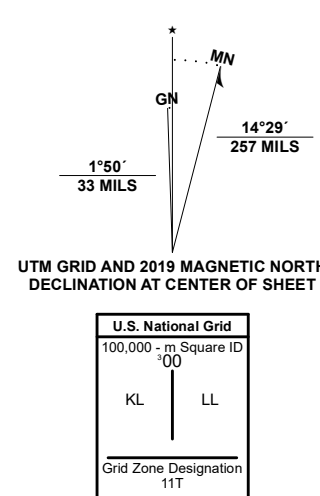 ★
MN
GN
14°29´
257 MILS
1°50´
33 MILS
UTM GRID AND 2019 MAGNETIC NORTH
DECLINATION AT CENTER OF SHEET
U.S. National Grid
100,000 - m Square ID
³00
KL LL
Grid Zone Designation
11T